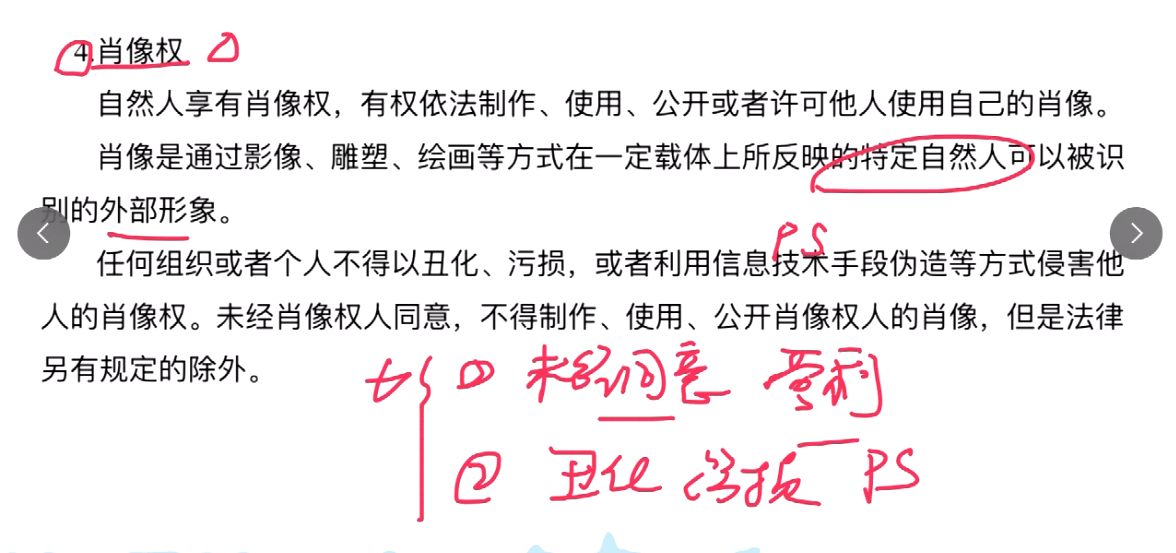 4.肖像权
自然人享有肖像权，有权依法制作、使用、公开或者许可他人使用自己的肖像。
肖像是通过影像、雕塑、绘画等方式在一定载体上所反映的特定自然人可以被识
别的外部形象。
PS
任何组织或者个人不得以丑化、污损，或者利用信息技术手段伪造等方式侵害他
人的肖像权。未经肖像权人同意，不得制作、使用、公开肖像权人的肖像，但是法律
另有规定的除外。
① 未经同意 营利
② 丑化 污损 PS